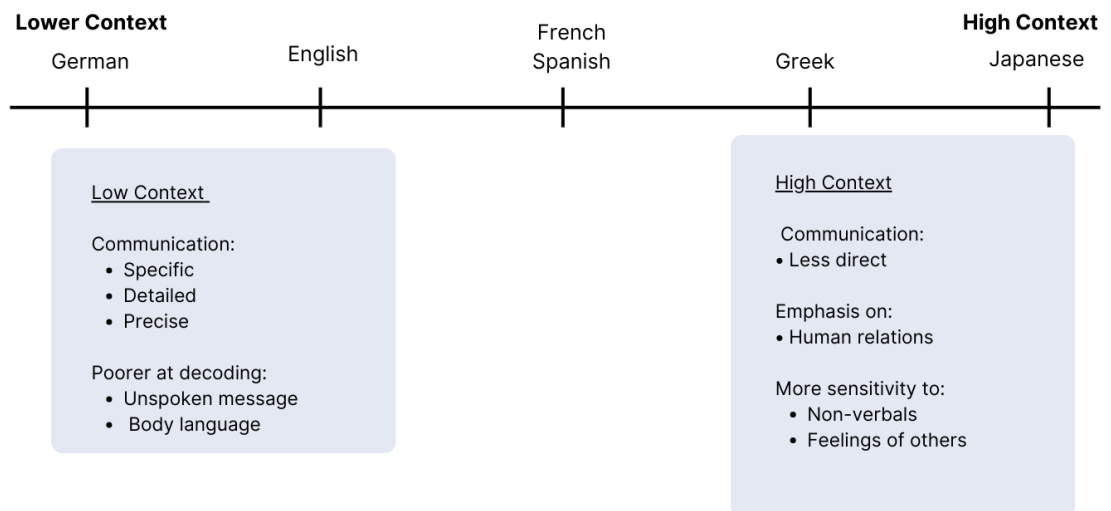 Lower Context
High Context
German
English
French
Spanish
Greek
Japanese
Low Context
Communication:
• Specific
• Detailed
• Precise
Poorer at decoding:
• Unspoken message
• Body language
High Context
Communication:
• Less direct
Emphasis on:
• Human relations
More sensitivity to:
• Non-verbals
• Feelings of others